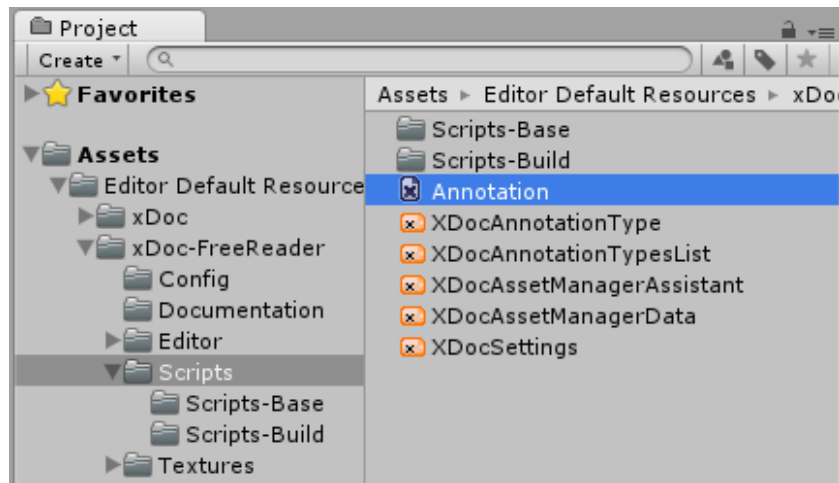 Project
Create
Favorites
Assets
Editor Default Resource
xDoc
xDoc-FreeReader
Config
Documentation
Editor
Scripts
Scripts-Base
Scripts-Build
Textures
Assets Editor Default Resources xDo
Scripts-Base
Scripts-Build
Annotation
XDocAnnotationType
XDocAnnotationTypesList
XDocAssetManagerAssistant
XDocAssetManagerData
XDocSettings